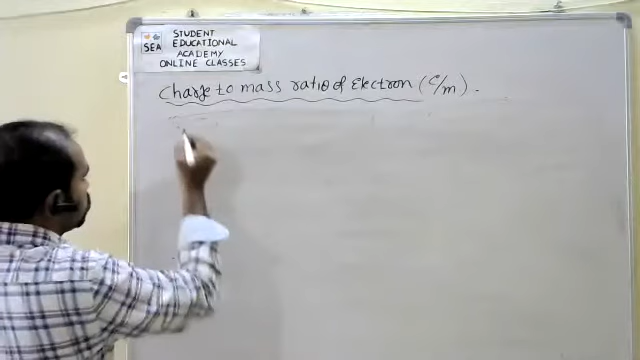 STUDENT
EDUCATIONAL
ACADEMY
ONLINE CLASSES
SEA
Charge to mass ratio of Electron (e/m).